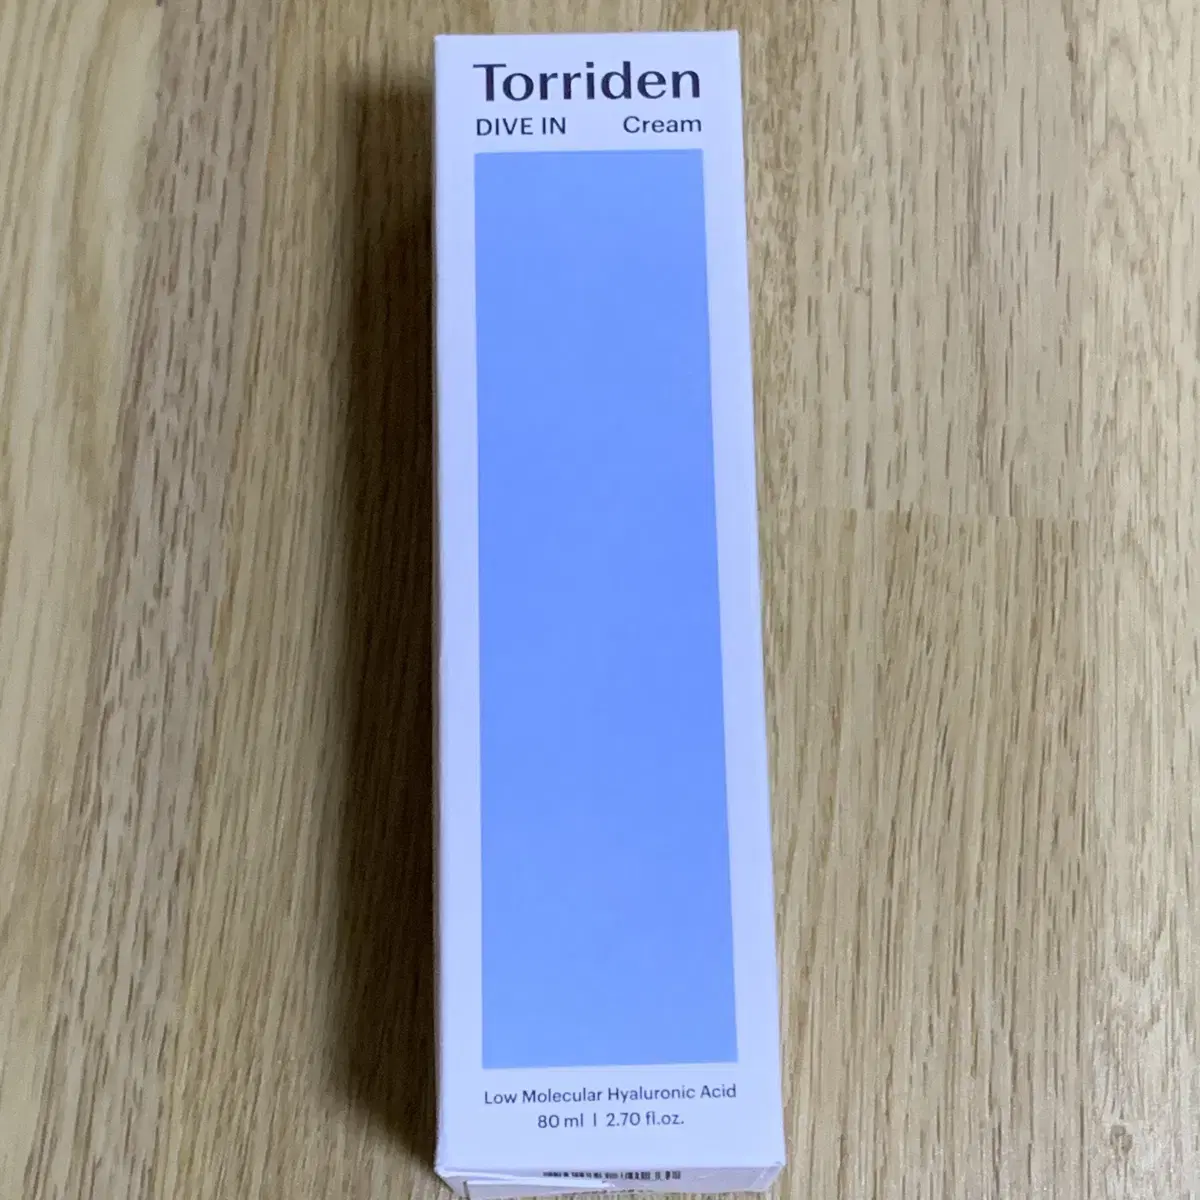 Torriden
DIVE IN Cream
Low Molecular Hyaluronic Acid
80 ml | 2.70 fl.oz.